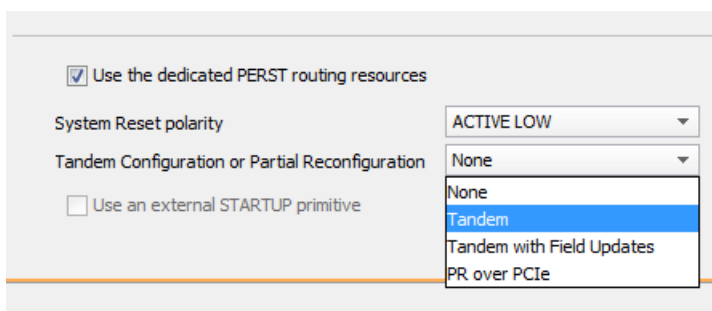 Use the dedicated PERST routing resources
System Reset polarity ACTIVE LOW
Tandem Configuration or Partial Reconfiguration None
None
Use an external STARTUP primitive
Tandem
Tandem with Field Updates
PR over PCIe